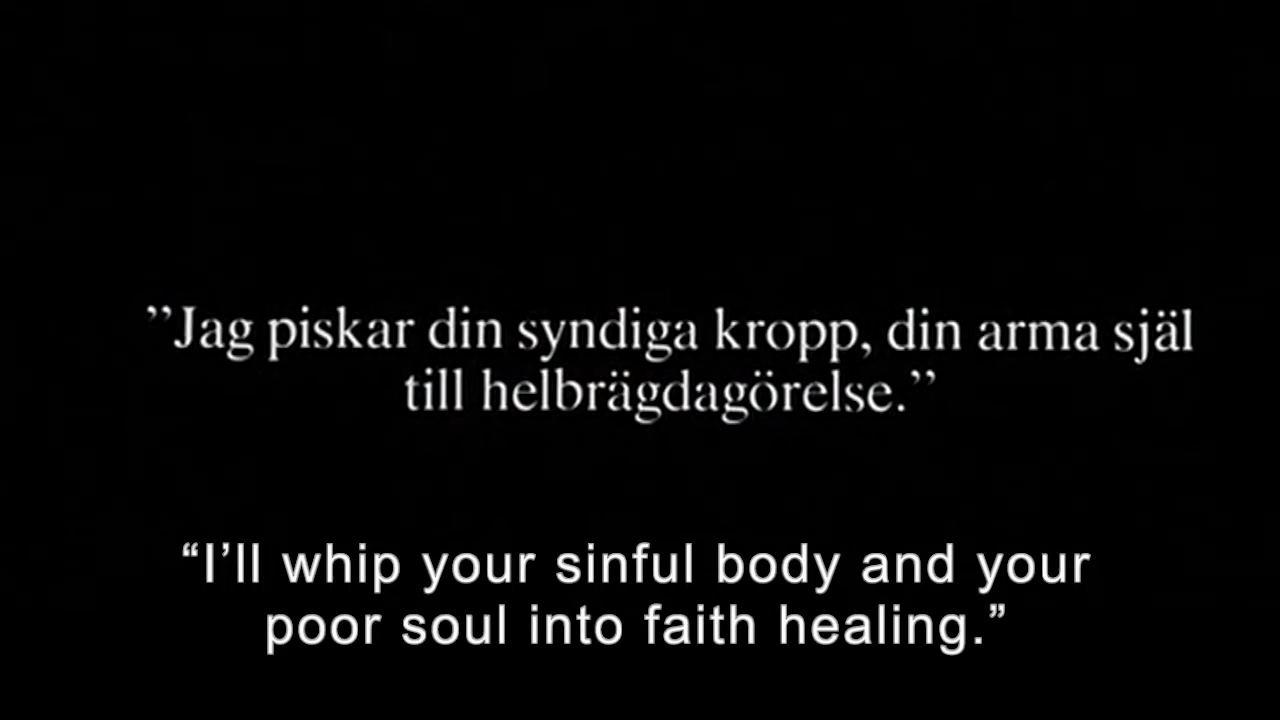 ”Jag piskar din syndiga kropp, din arma själ
till helbrägdagörelse.”
“I’ll whip your sinful body and your
poor soul into faith healing.”